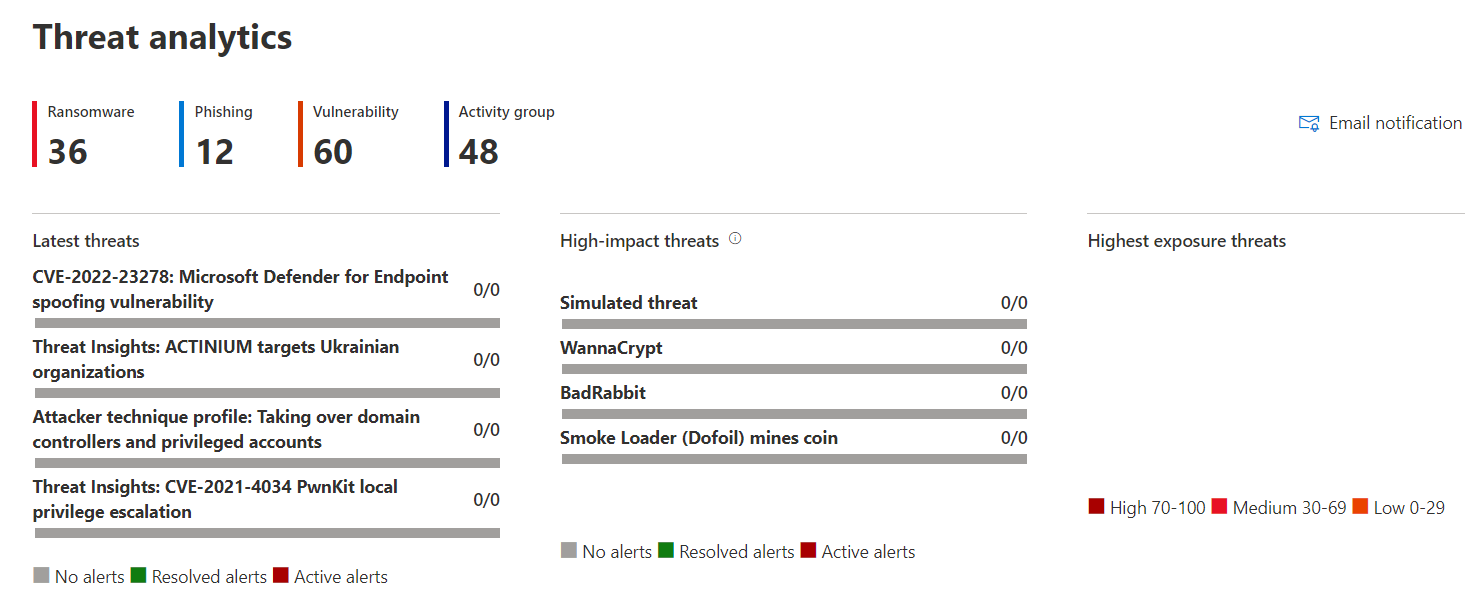 Threat analytics
Ransomware
36
Phishing
12
Vulnerability
60
Activity group
48
Email notification
Latest threats
CVE-2022-23278: Microsoft Defender for Endpoint
spoofing vulnerability
0/0
Threat Insights: ACTINIUM targets Ukrainian
organizations
0/0
Attacker technique profile: Taking over domain
controllers and privileged accounts
0/0
Threat Insights: CVE-2021-4034 PwnKit local
privilege escalation
0/0
No alerts Resolved alerts Active alerts
High-impact threats
Simulated threat 0/0
WannaCrypt 0/0
BadRabbit 0/0
Smoke Loader (Dofoil) mines coin 0/0
No alerts Resolved alerts Active alerts
Highest exposure threats
High 70-100 Medium 30-69 Low 0-29